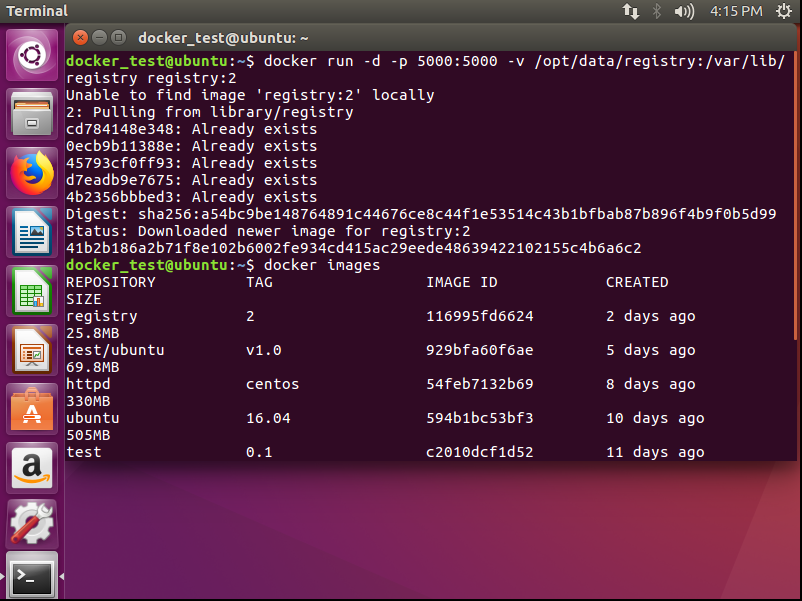 Terminal
4:15 PM
docker_test@ubuntu: ~
docker_test@ubuntu:~$ docker run -d -p 5000:5000 -v /opt/data/registry:/var/lib/
registry registry:2
Unable to find image 'registry:2' locally
2: Pulling from library/registry
cd784148e348: Already exists
0ecb9b11388e: Already exists
45793cf0ff93: Already exists
d7eadb9e7675: Already exists
4b2356bbbed3: Already exists
Digest: sha256:a54bc9be148764891c44676ce8c44f1e53514c43b1bfbab87b896f4b9f0b5d99
Status: Downloaded newer image for registry:2
41b2b186a2b71f8e102b6002fe934cd415ac29eede48639422102155c4b6a6c2
docker_test@ubuntu:~$ docker images
REPOSITORY TAG IMAGE ID CREATED
SIZE
registry 2 116995fd6624 2 days ago
25.8MB
test/ubuntu v1.0 929bfa60f6ae 5 days ago
69.8MB
httpd centos 54feb7132b69 8 days ago
330MB
ubuntu 16.04 594b1bc53bf3 10 days ago
505MB
test 0.1 c2010dcf1d52 11 days ago